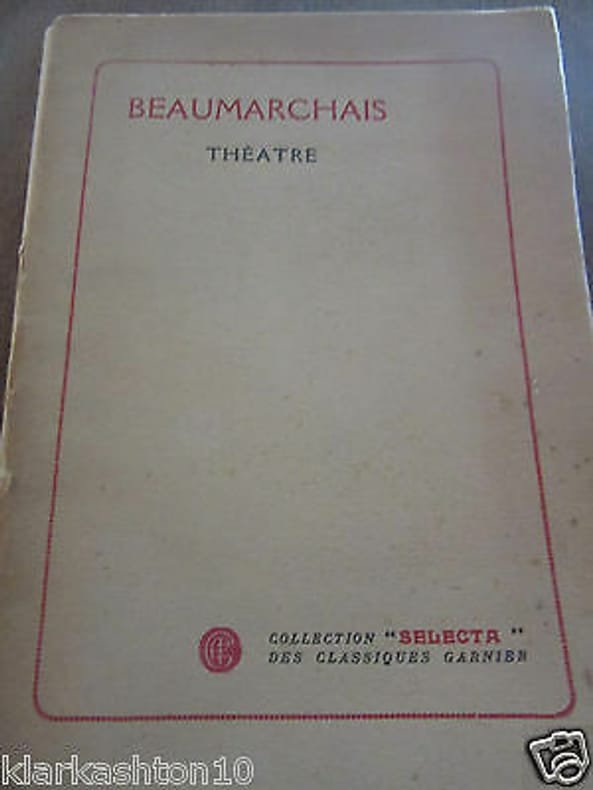 BEAUMARCHAIS
THÉATRE
COLLECTION "SELECTA"
DES CLASSIQUES GARNIER
klarkashton10